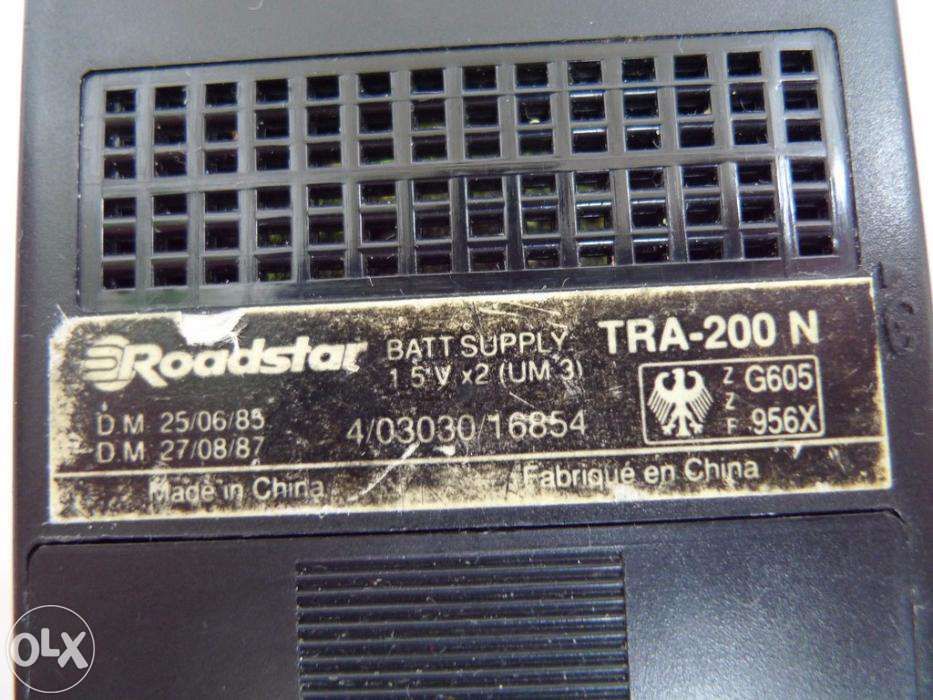 Roadstar
BATT SUPPLY
1.5 V x2 (UM 3)
TRA-200 N
D M 25/06/85
D M 27/08/87
4/03030/16854
Z G605
Z
F 956X
Made in China
Fabriqué en China
OLX